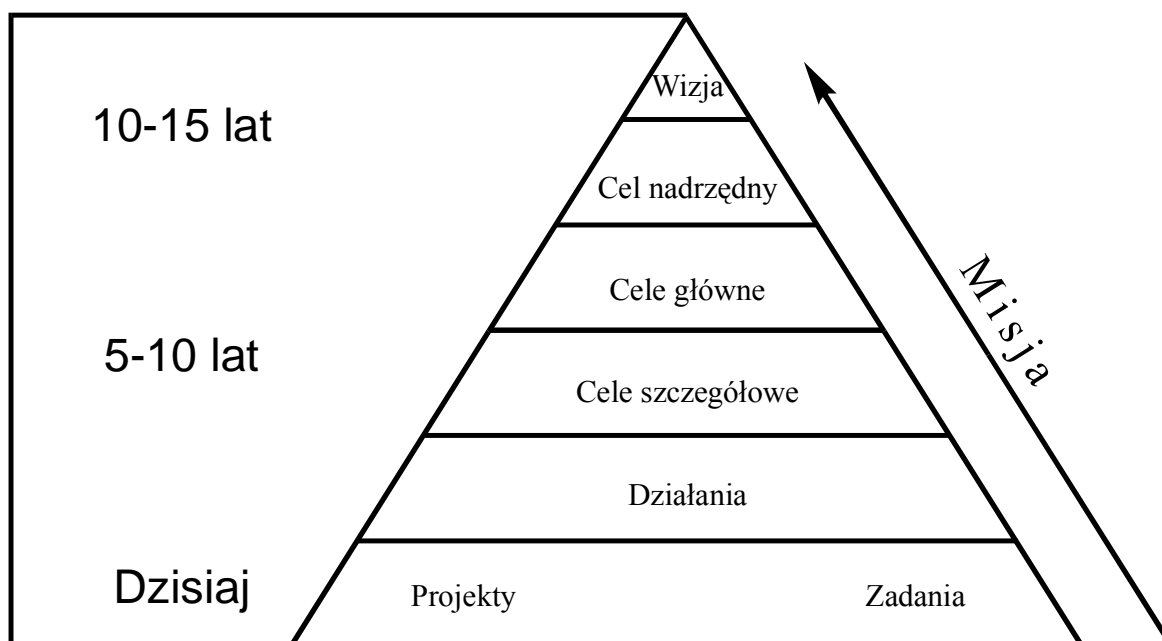 Wizja
10-15 lat
Cel nadrzędny
Cele główne
Misja
5-10 lat
Cele szczegółowe
Działania
Dzisiaj
Projekty
Zadania